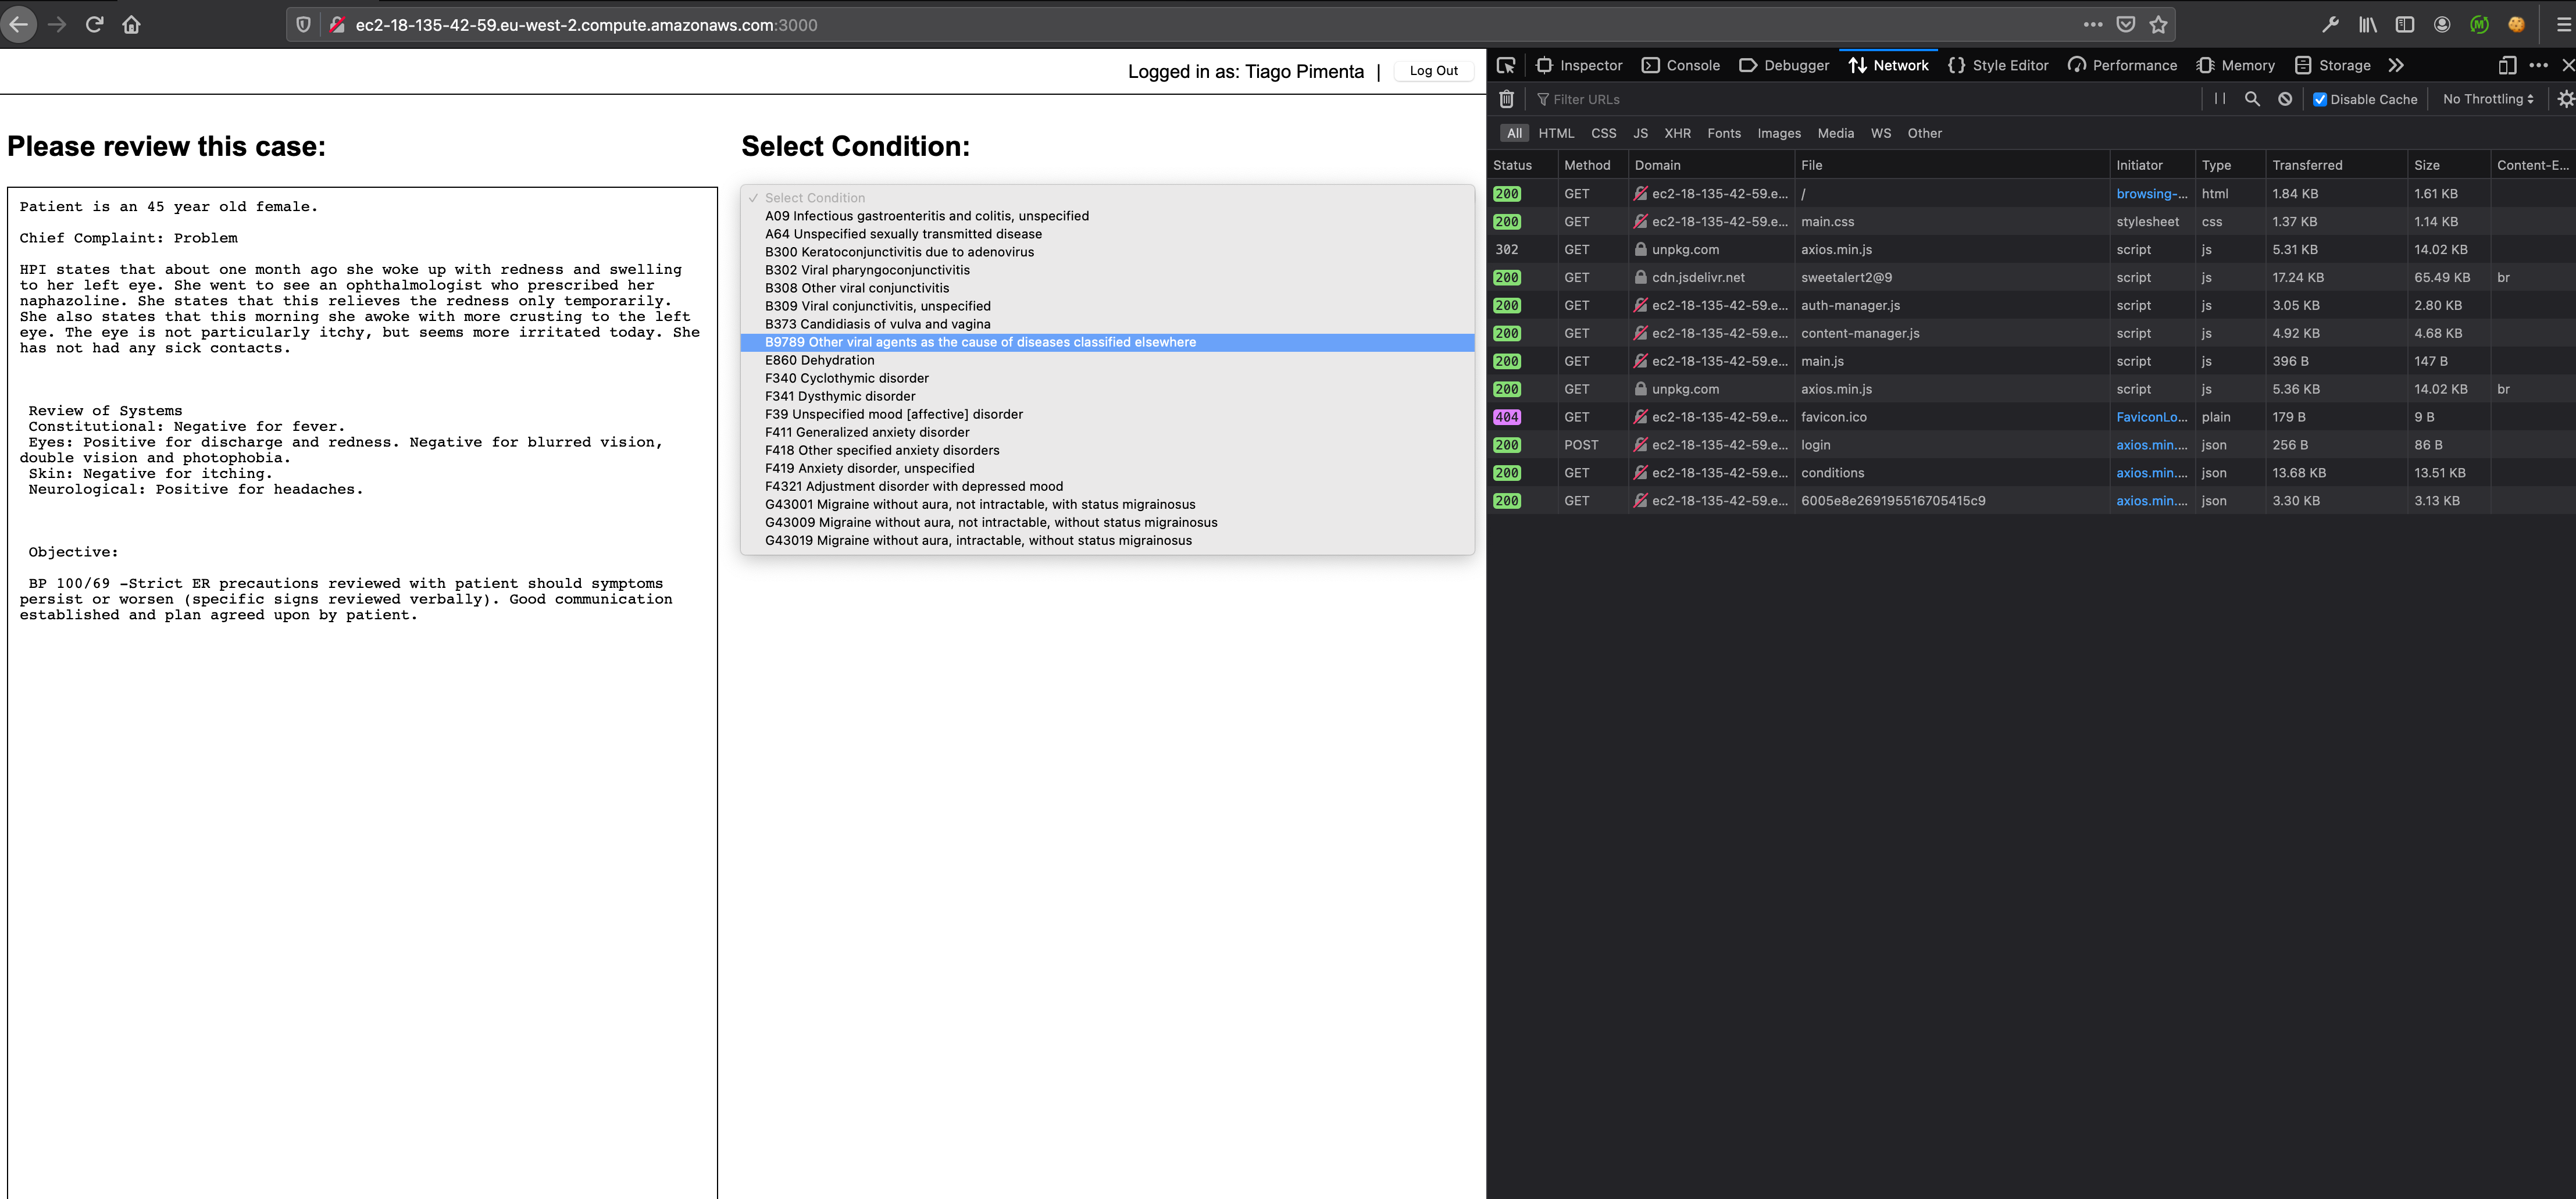 ec2-18-135-42-59.eu-west-2.compute.amazonaws.com:3000
Logged in as: Tiago Pimenta | Log Out
Please review this case:
Patient is an 45 year old female.
Chief Complaint: Problem
HPI states that about one month ago she woke up with redness and swelling
to her left eye. She went to see an ophthalmologist who prescribed her
naphazoline. She states that this relieves the redness only temporarily.
She also states that this morning she awoke with more crusting to the left
eye. The eye is not particularly itchy, but seems more irritated today. She
has not had any sick contacts.
Review of Systems
Constitutional: Negative for fever.
Eyes: Positive for discharge and redness. Negative for blurred vision,
double vision and photophobia.
Skin: Negative for itching.
Neurological: Positive for headaches.
Objective:
BP 100/69 -Strict ER precautions reviewed with patient should symptoms
persist or worsen (specific signs reviewed verbally). Good communication
established and plan agreed upon by patient.
Select Condition:
Select Condition
A09 Infectious gastroenteritis and colitis, unspecified
A64 Unspecified sexually transmitted disease
B300 Keratoconjunctivitis due to adenovirus
B302 Viral pharyngoconjunctivitis
B308 Other viral conjunctivitis
B309 Viral conjunctivitis, unspecified
B373 Candidiasis of vulva and vagina
B9789 Other viral agents as the cause of diseases classified elsewhere
E860 Dehydration
F340 Cyclothymic disorder
F341 Dysthymic disorder
F39 Unspecified mood [affective] disorder
F411 Generalized anxiety disorder
F418 Other specified anxiety disorders
F419 Anxiety disorder, unspecified
F4321 Adjustment disorder with depressed mood
G43001 Migraine without aura, not intractable, with status migrainosus
G43009 Migraine without aura, not intractable, without status migrainosus
G43019 Migraine without aura, intractable, without status migrainosus
Inspector Console Debugger Network Style Editor Performance Memory Storage
Filter URLs Disable Cache No Throttling
All HTML CSS JS XHR Fonts Images Media WS Other
Status Method Domain File Initiator Type Transferred Size Content-E...
200 GET ec2-18-135-42-59.e... / browsing-... html 1.84 KB 1.61 KB
200 GET ec2-18-135-42-59.e... main.css stylesheet css 1.37 KB 1.14 KB
302 GET unpkg.com axios.min.js script js 5.31 KB 14.02 KB
200 GET cdn.jsdelivr.net sweetalert2@9 script js 17.24 KB 65.49 KB br
200 GET ec2-18-135-42-59.e... auth-manager.js script js 3.05 KB 2.80 KB
200 GET ec2-18-135-42-59.e... content-manager.js script js 4.92 KB 4.68 KB
200 GET ec2-18-135-42-59.e... main.js script js 396 B 147 B
200 GET unpkg.com axios.min.js script js 5.36 KB 14.02 KB br
404 GET ec2-18-135-42-59.e... favicon.ico FaviconLo... plain 179 B 9 B
200 POST ec2-18-135-42-59.e... login axios.min.... json 256 B 86 B
200 GET ec2-18-135-42-59.e... conditions axios.min.... json 13.68 KB 13.51 KB
200 GET ec2-18-135-42-59.e... 6005e8e269195516705415c9 axios.min.... json 3.30 KB 3.13 KB